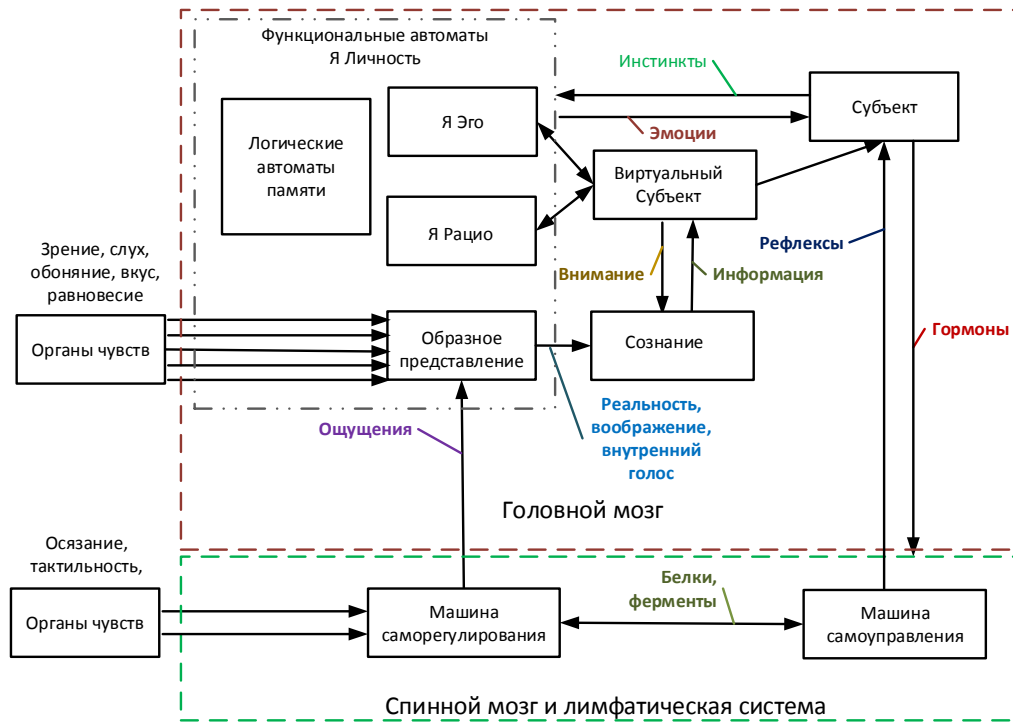 Функциональные автоматы
Я Личность
Инстинкты
Субъект
Я Эго
Эмоции
Логические
автоматы
памяти
Виртуальный
Субъект
Я Рацио
Зрение, слух,
обоняние, вкус,
равновесие
Внимание
Информация
Рефлексы
Органы чувств
Образное
представление
Сознание
Гормоны
Ощущения
Реальность,
воображение,
внутренний
голос
Головной мозг
Осязание,
тактильность,
Белки,
ферменты
Органы чувств
Машина
саморегулирования
Машина
самоуправления
Спинной мозг и лимфатическая система